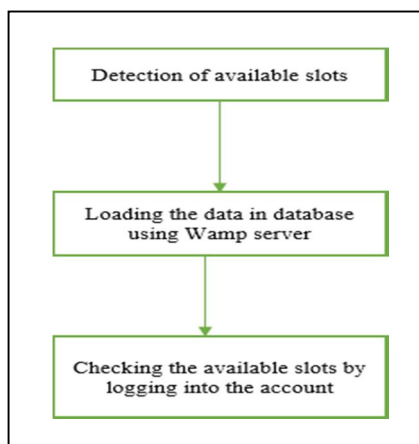 Detection of available slots
Loading the data in database
using Wamp server
Checking the available slots by
logging into the account